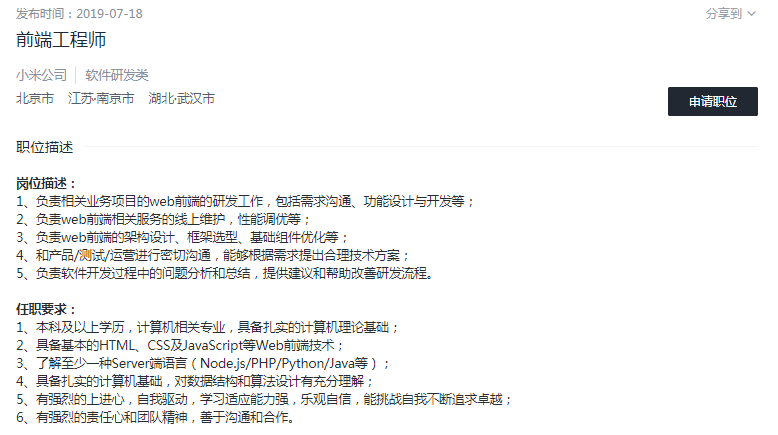 发布时间：2019-07-18
分享到
前端工程师
小米公司 软件研发类
北京市 江苏·南京市 湖北·武汉市
申请职位
职位描述
岗位描述：
1、负责相关业务项目的web前端的研发工作，包括需求沟通、功能设计与开发等；
2、负责web前端相关服务的线上维护，性能调优等；
3、负责web前端的架构设计、框架选型、基础组件优化等；
4、和产品/测试/运营进行密切沟通，能够根据需求提出合理技术方案；
5、负责软件开发过程中的问题分析和总结，提供建议和帮助改善研发流程。
任职要求：
1、本科及以上学历，计算机相关专业，具备扎实的计算机理论基础；
2、具备基本的HTML、CSS及JavaScript等Web前端技术；
3、了解至少一种Server端语言（Node.js/PHP/Python/Java等）；
4、具备扎实的计算机基础，对数据结构和算法设计有充分理解；
5、有强烈的上进心，自我驱动，学习适应能力强，乐观自信，能挑战自我不断追求卓越；
6、有强烈的责任心和团队精神，善于沟通和合作。